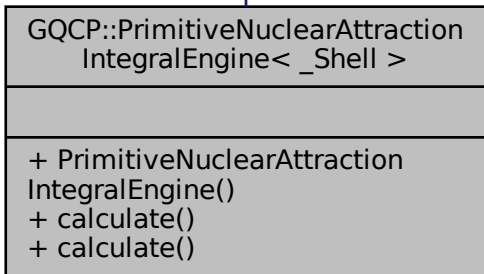 GQCP::PrimitiveNuclearAttraction
IntegralEngine< _Shell >
+ PrimitiveNuclearAttraction
IntegralEngine()
+ calculate()
+ calculate()